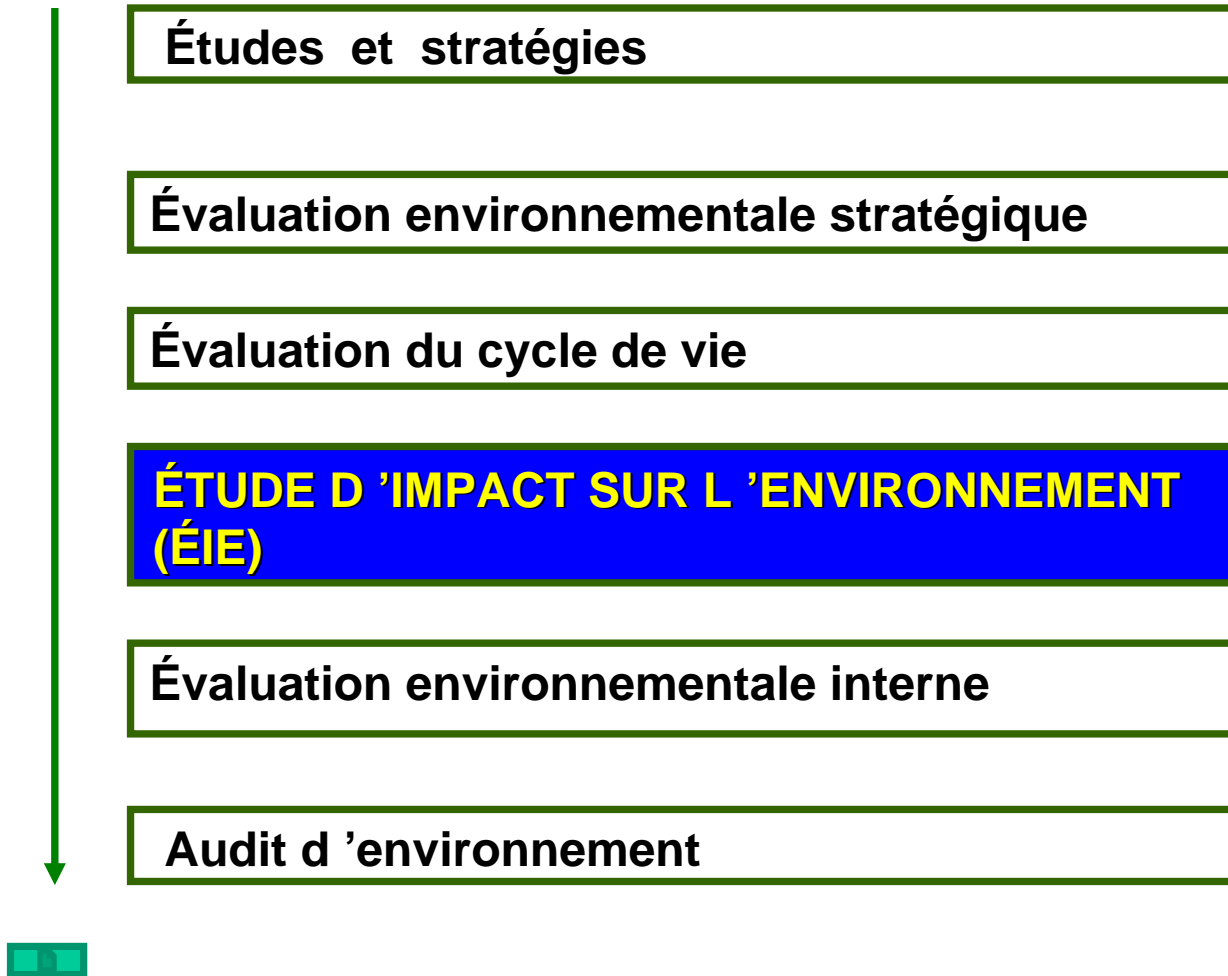 Études et stratégies
Évaluation environnementale stratégique
Évaluation du cycle de vie
ÉTUDE D ’IMPACT SUR L ’ENVIRONNEMENT
(ÉIE)
Évaluation environnementale interne
Audit d ’environnement